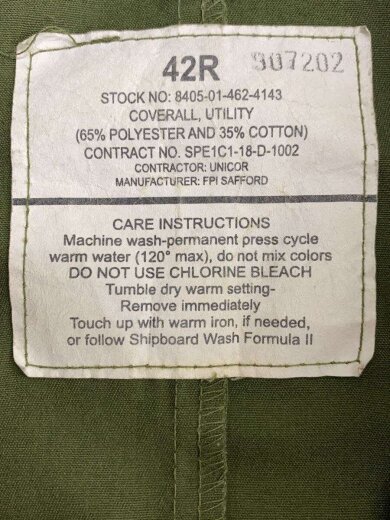 42R 907202
STOCK NO: 8405-01-462-4143
COVERALL, UTILITY
(65% POLYESTER AND 35% COTTON)
CONTRACT NO. SPE1C1-18-D-1002
CONTRACTOR: UNICOR
MANUFACTURER: FPI SAFFORD
CARE INSTRUCTIONS
Machine wash-permanent press cycle
warm water (120° max), do not mix colors
DO NOT USE CHLORINE BLEACH
Tumble dry warm setting-
Remove immediately
Touch up with warm iron, if needed,
or follow Shipboard Wash Formula II